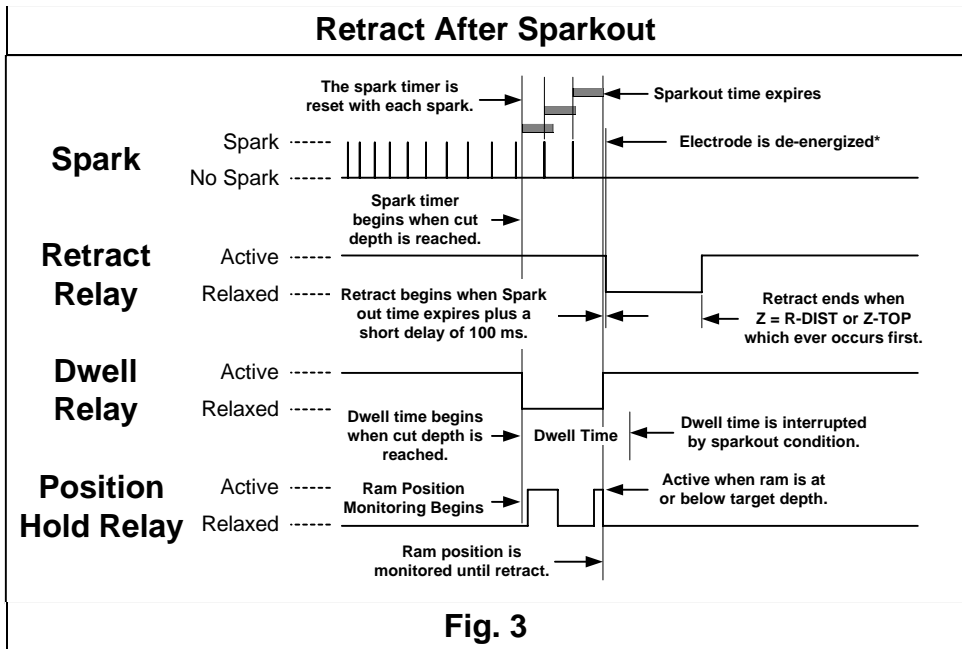 Retract After Sparkout
The spark timer is
reset with each spark.
Sparkout time expires
Spark
Spark
No Spark
Electrode is de-energized*
Spark timer
begins when cut
depth is reached.
Retract
Relay
Active
Relaxed
Retract begins when Spark
out time expires plus a
short delay of 100 ms.
Retract ends when
Z = R-DIST or Z-TOP
which ever occurs first.
Dwell
Relay
Active
Relaxed
Dwell time begins
when cut depth is
reached.
Dwell Time
Dwell time is interrupted
by sparkout condition.
Position
Hold Relay
Active
Relaxed
Ram Position
Monitoring Begins
Active when ram is at
or below target depth.
Ram position is
monitored until retract.
Fig. 3